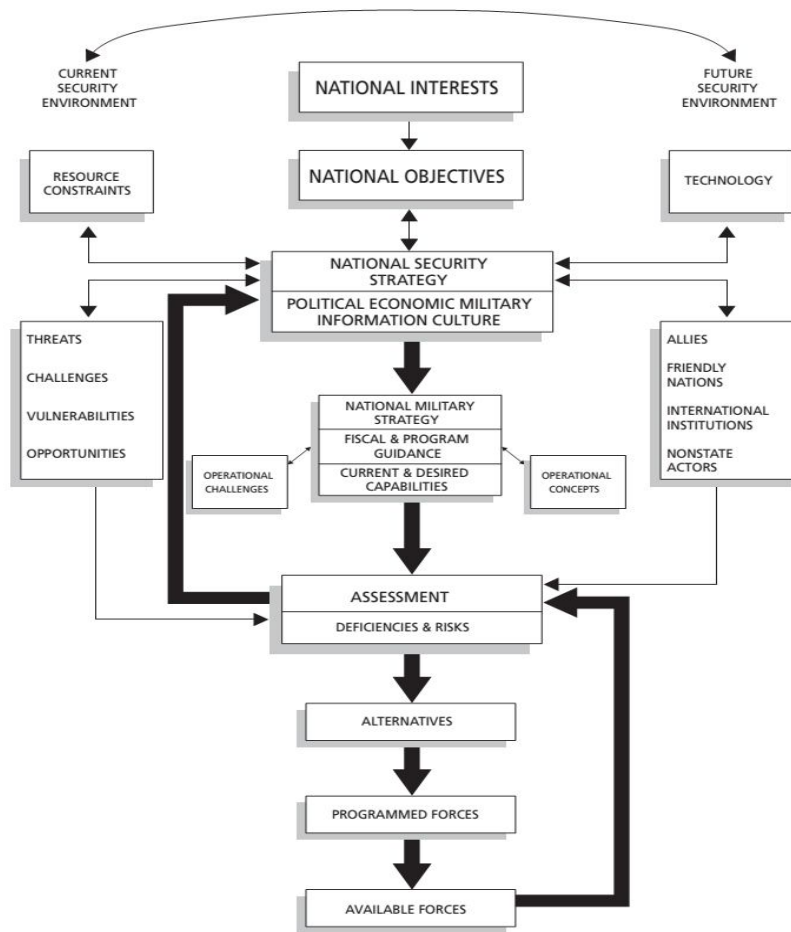 CURRENT
SECURITY
ENVIRONMENT
NATIONAL INTERESTS
FUTURE
SECURITY
ENVIRONMENT
RESOURCE
CONSTRAINTS
NATIONAL OBJECTIVES
TECHNOLOGY
NATIONAL SECURITY
STRATEGY
POLITICAL ECONOMIC MILITARY
INFORMATION CULTURE
THREATS
CHALLENGES
VULNERABILITIES
OPPORTUNITIES
ALLIES
FRIENDLY
NATIONS
INTERNATIONAL
INSTITUTIONS
NONSTATE
ACTORS
NATIONAL MILITARY
STRATEGY
FISCAL & PROGRAM
GUIDANCE
CURRENT & DESIRED
CAPABILITIES
OPERATIONAL
CHALLENGES
OPERATIONAL
CONCEPTS
ASSESSMENT
DEFICIENCIES & RISKS
ALTERNATIVES
PROGRAMMED FORCES
AVAILABLE FORCES